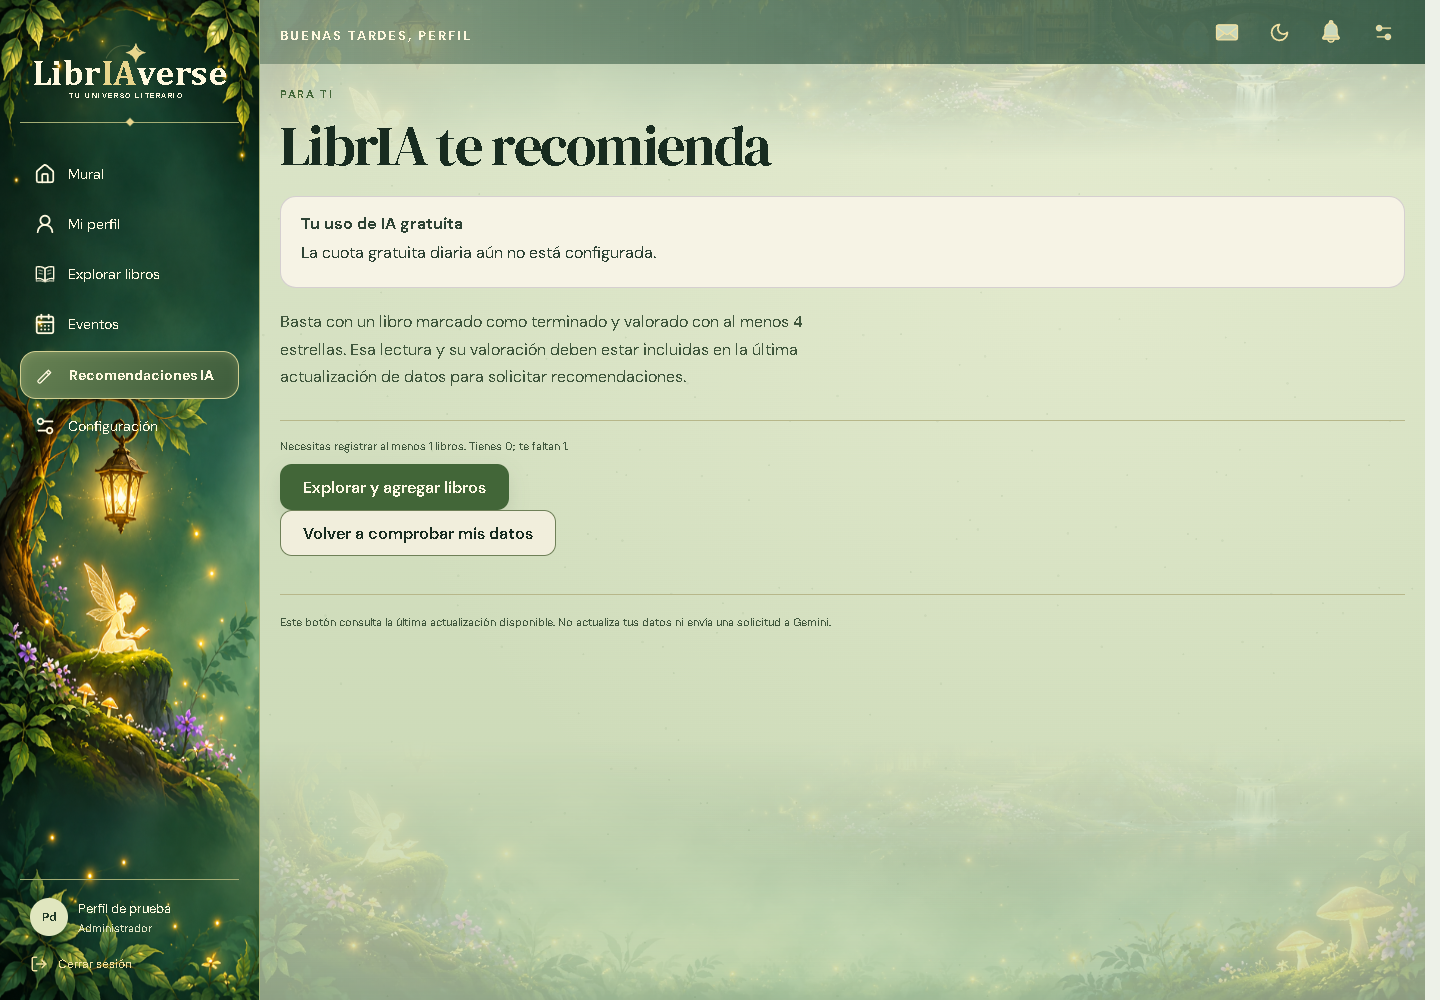 LibrIAverse
TU UNIVERSO LITERARIO
Mural
Mi perfil
Explorar libros
Eventos
Recomendaciones IA
Configuración
Pd
Perfil de prueba
Administrador
Cerrar sesión
BUENAS TARDES, PERFIL
PARA TI
LibrIA te recomienda
Tu uso de IA gratuita
La cuota gratuita diaria aún no está configurada.
Basta con un libro marcado como terminado y valorado con al menos 4
estrellas. Esa lectura y su valoración deben estar incluidas en la última
actualización de datos para solicitar recomendaciones.
Necesitas registrar al menos 1 libros. Tienes 0; te faltan 1.
Explorar y agregar libros
Volver a comprobar mis datos
Este botón consulta la última actualización disponible. No actualiza tus datos ni envía una solicitud a Gemini.